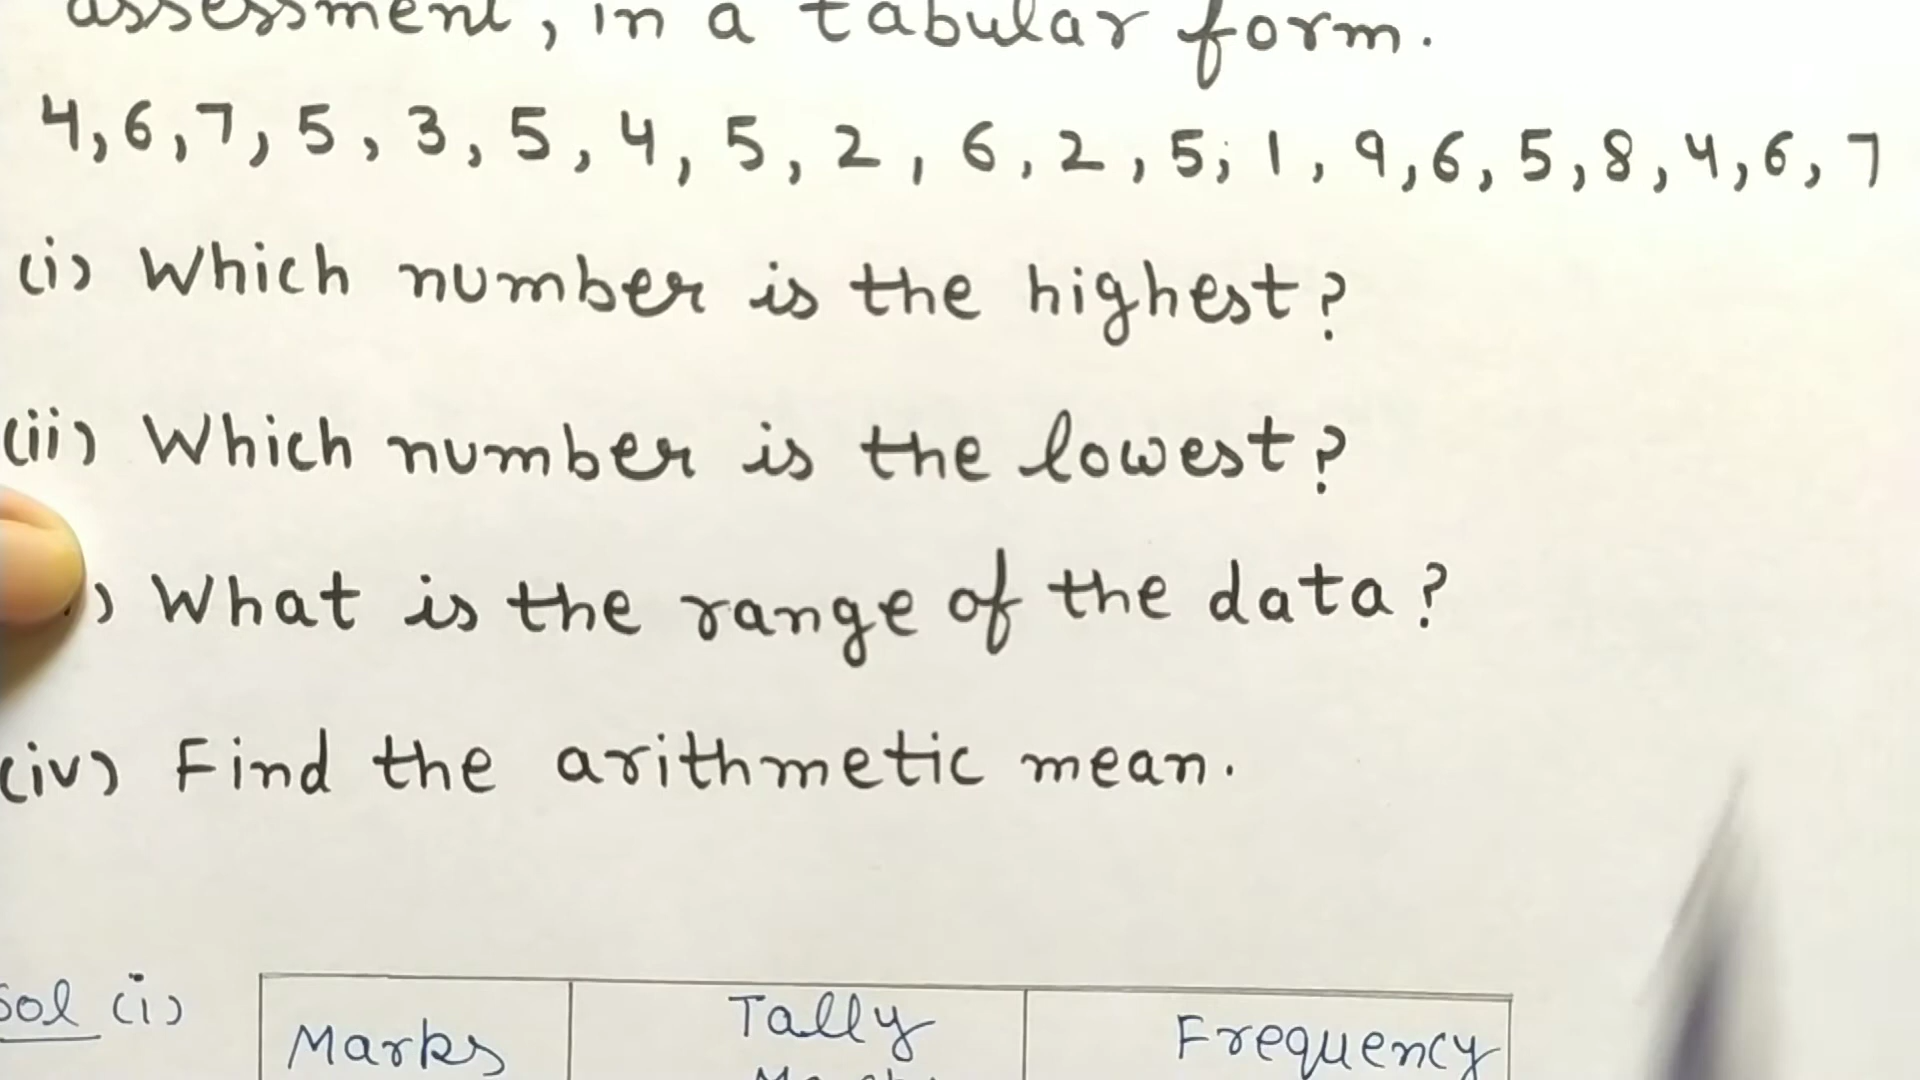 assessment, in a tabular form.
4,6,7,5,3,5,4,5,2,6,2,5,1,9,6,5,8,4,6,7
(i) Which number is the highest?
(ii) Which number is the lowest?
) What is the range of the data?
(iv) Find the arithmetic mean.
Sol (i)
Marks Tally Frequency